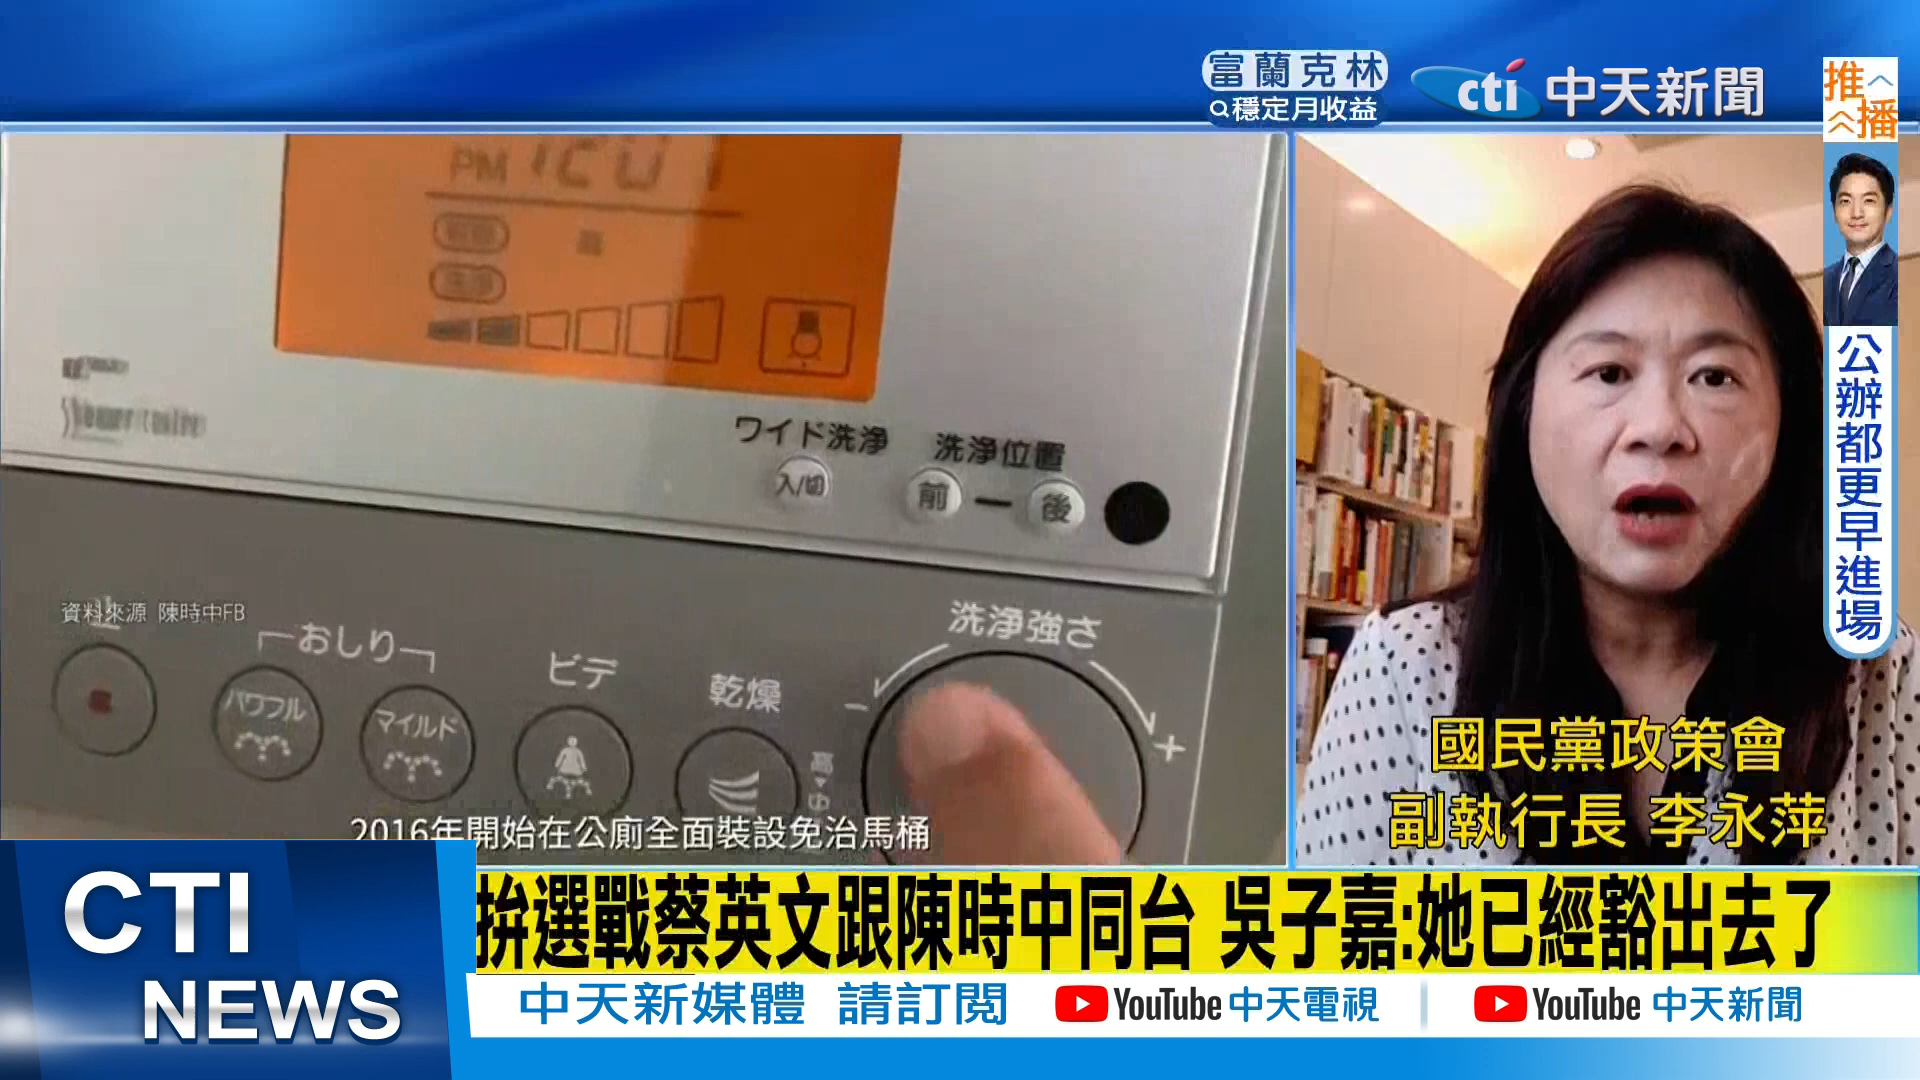 富蘭克林
穩定月收益
cti 中天新聞
推
播
公辦都更早進場
PM
ワイド洗浄
洗浄位置
入/切
前 ー 後
資料來源 陳時中FB
おしり
ビデ
乾燥
洗浄強さ
パワフル
マイルド
高
中
− +
2016年開始在公廁全面裝設免治馬桶
國民黨政策會
副執行長 李永萍
CTI
NEWS
拚選戰蔡英文跟陳時中同台 吳子嘉:她已經豁出去了
中天新媒體 請訂閱 YouTube 中天電視 YouTube 中天新聞